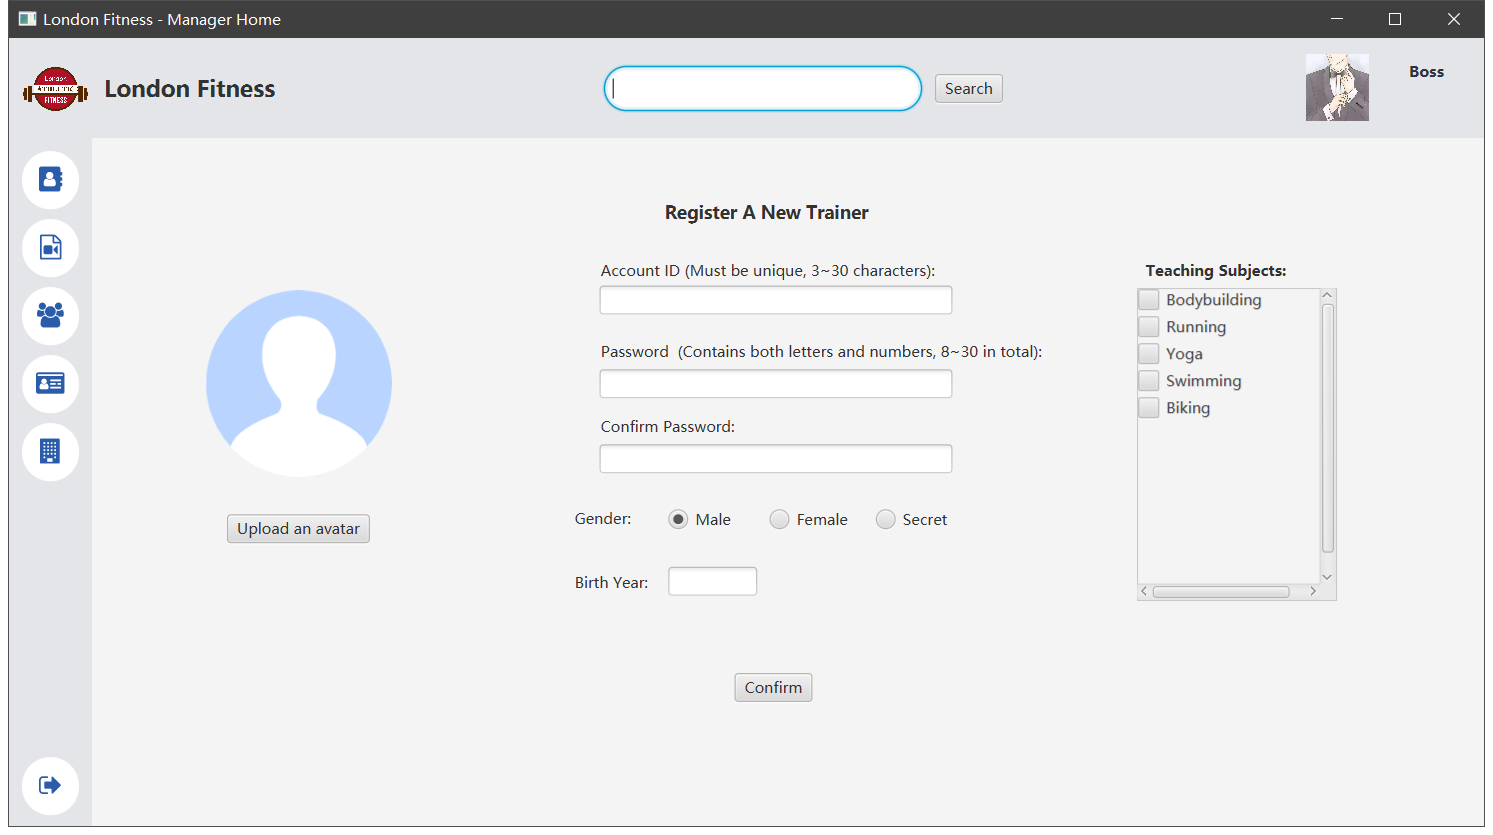 London Fitness - Manager Home
London
FITNESS
London Fitness
Search
Boss
Register A New Trainer
Account ID (Must be unique, 3~30 characters):
Password  (Contains both letters and numbers, 8~30 in total):
Confirm Password:
Gender:
Male
Female
Secret
Birth Year:
Upload an avatar
Teaching Subjects:
Bodybuilding
Running
Yoga
Swimming
Biking
Confirm